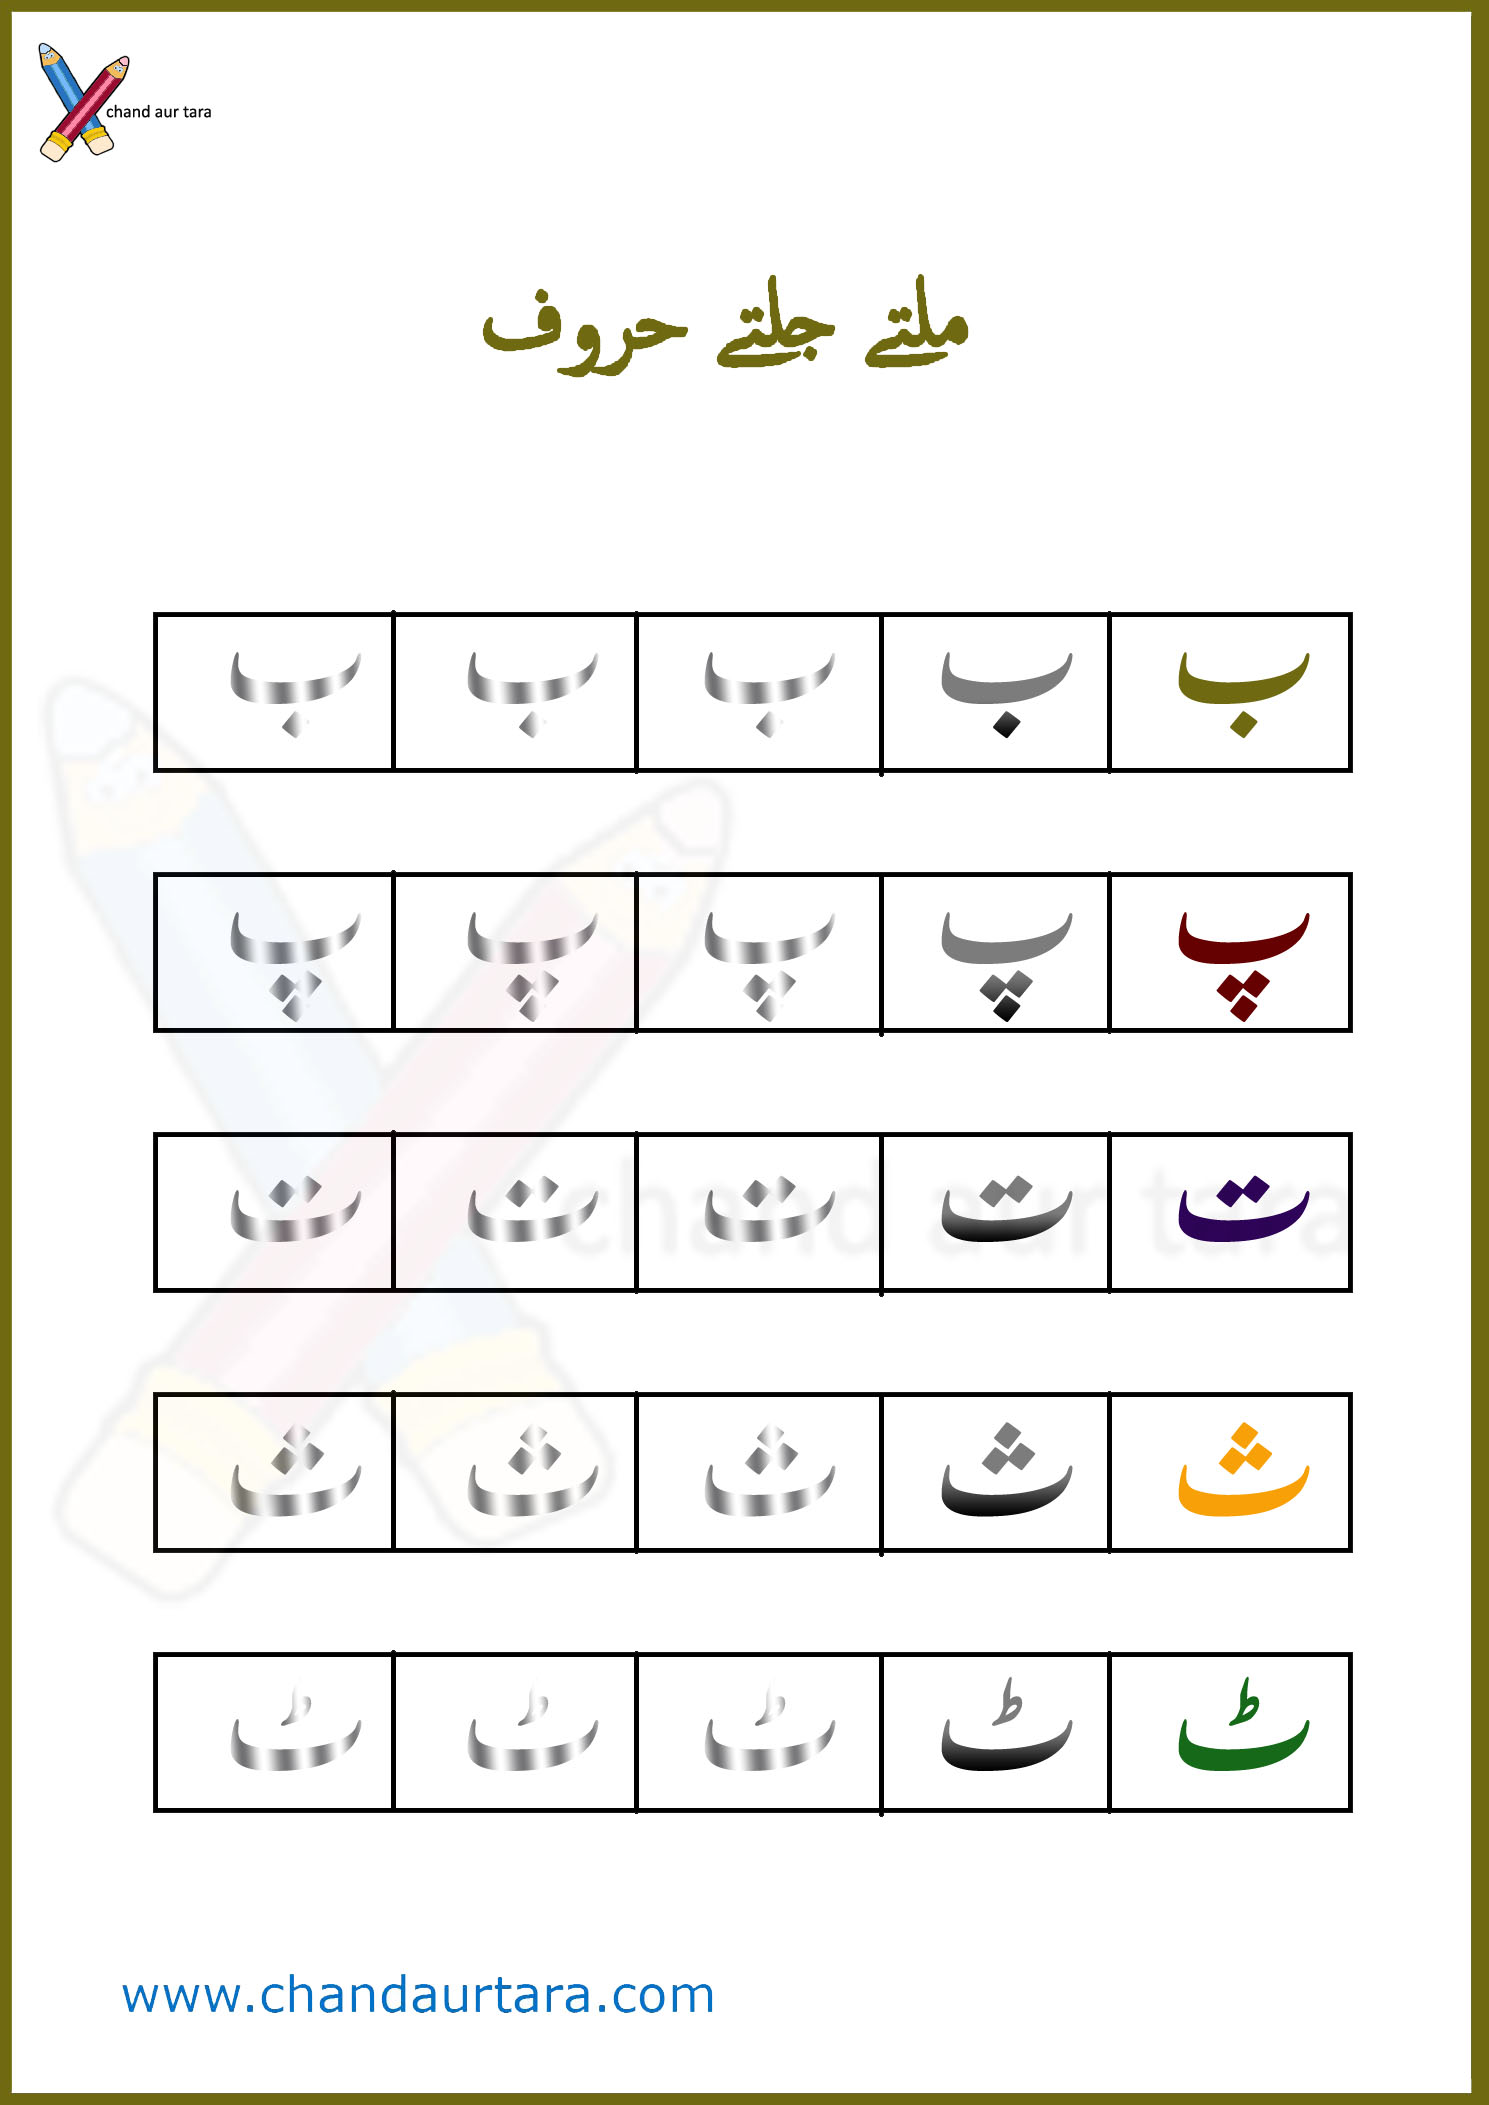 chand aur tara
ملتے جلتے حروف
ب ب ب ب ب
پ پ پ پ پ
ت ت ت ت ت
chand aur tara
ث ث ث ث ث
ٹ ٹ ٹ ٹ ٹ
www.chandaurtara.com